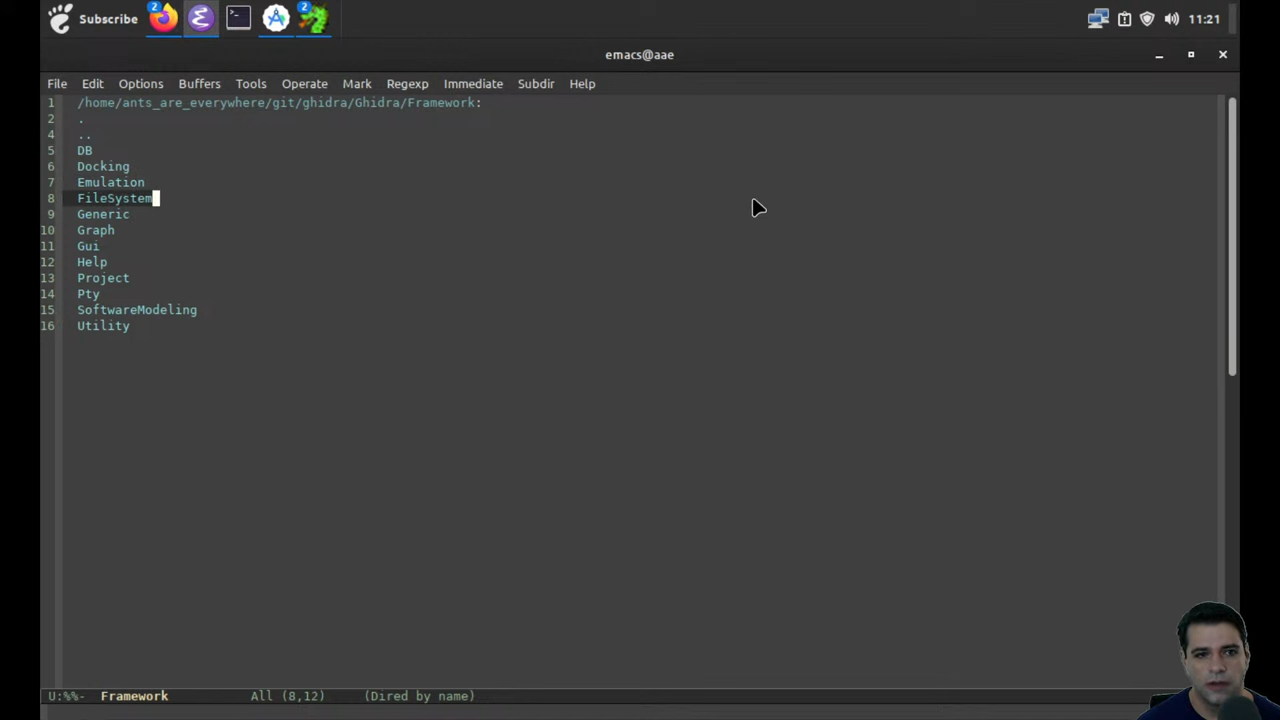 2 2
Subscribe 11:21
emacs@aae
File Edit Options Buffers Tools Operate Mark Regexp Immediate Subdir Help
1 /home/ants_are_everywhere/git/ghidra/Ghidra/Framework:
2 .
4 ..
5 DB
6 Docking
7 Emulation
8 FileSystem
9 Generic
10 Graph
11 Gui
12 Help
13 Project
14 Pty
15 SoftwareModeling
16 Utility
U:%%- Framework All (8,12) (Dired by name)